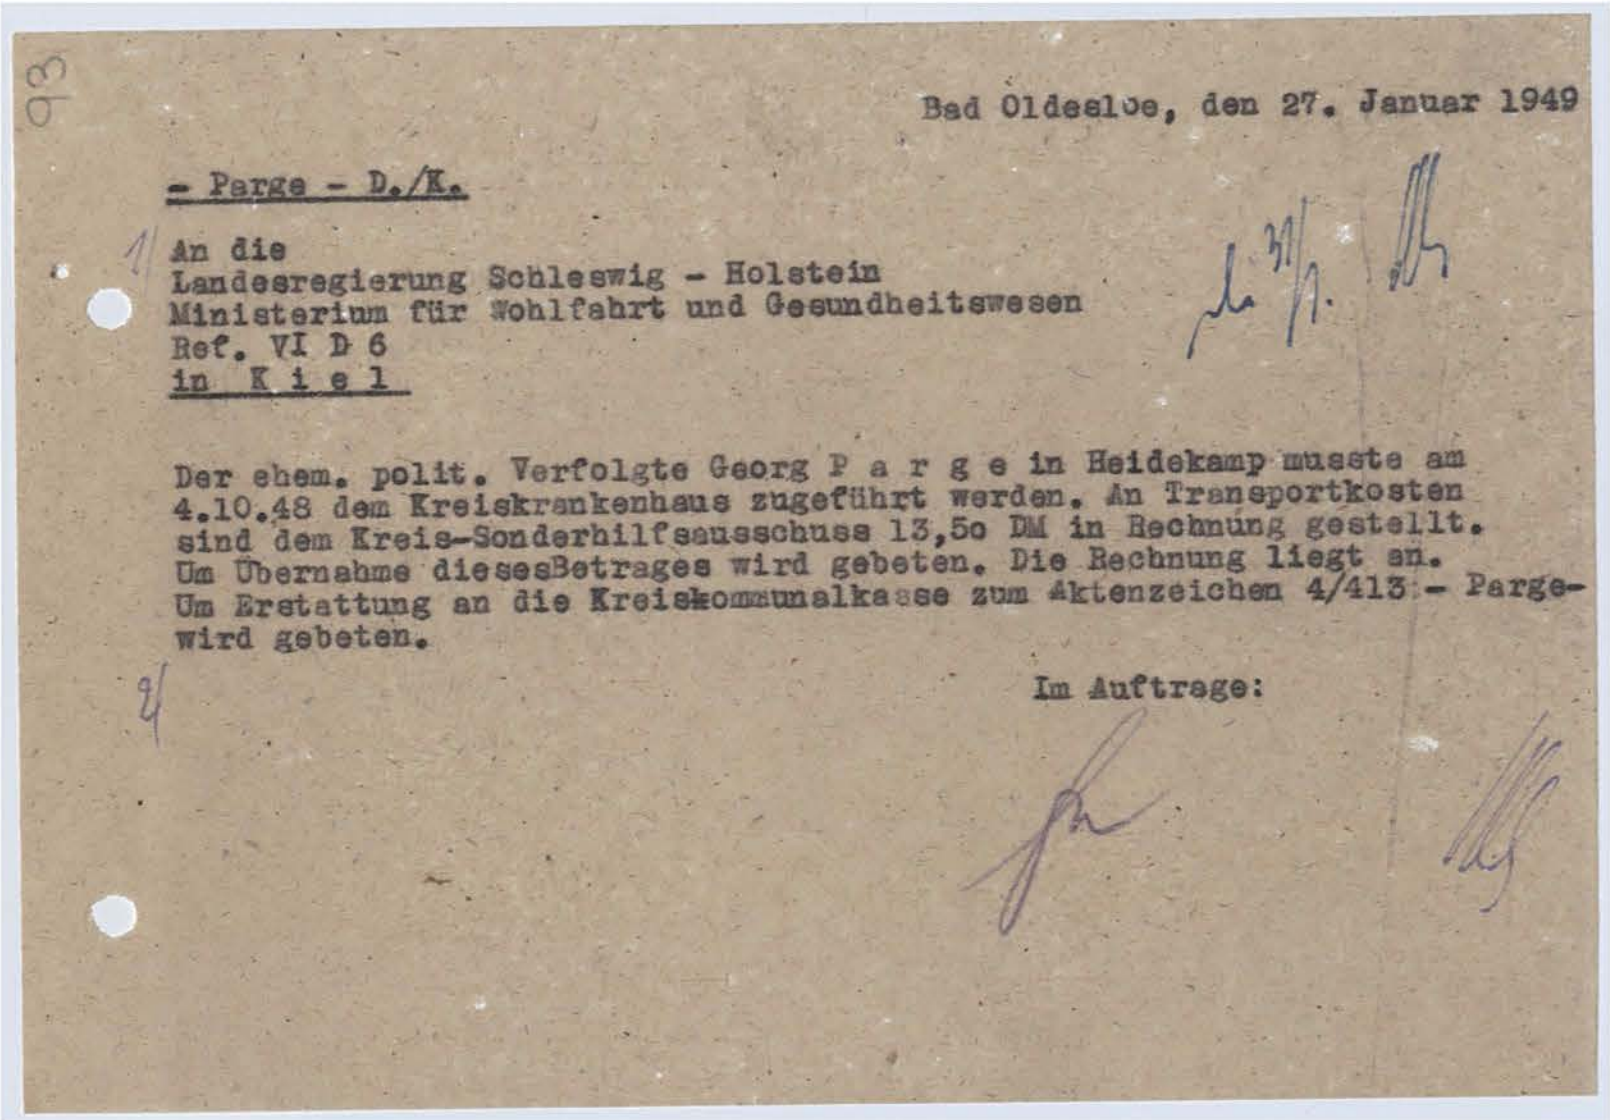 93
Bad Oldesloe, den 27. Januar 1949
- Parge - D./K.
1/ An die
Landesregierung Schleswig - Holstein
Ministerium für Wohlfahrt und Gesundheitswesen
Ref. VI D 6
in K i e l
31/1.
Der ehem. polit. Verfolgte Georg P a r g e in Heidekamp musste am
4.10.48 dem Kreiskrankenhaus zugeführt werden. An Transportkosten
sind dem Kreis-Sonderhilfsausschuss 13,50 DM in Rechnung gestellt.
Um Übernahme diesesBetrages wird gebeten. Die Rechnung liegt an.
Um Erstattung an die Kreiskommunalkasse zum Aktenzeichen 4/413 - Parge-
wird gebeten.
2/
Im Auftrage: